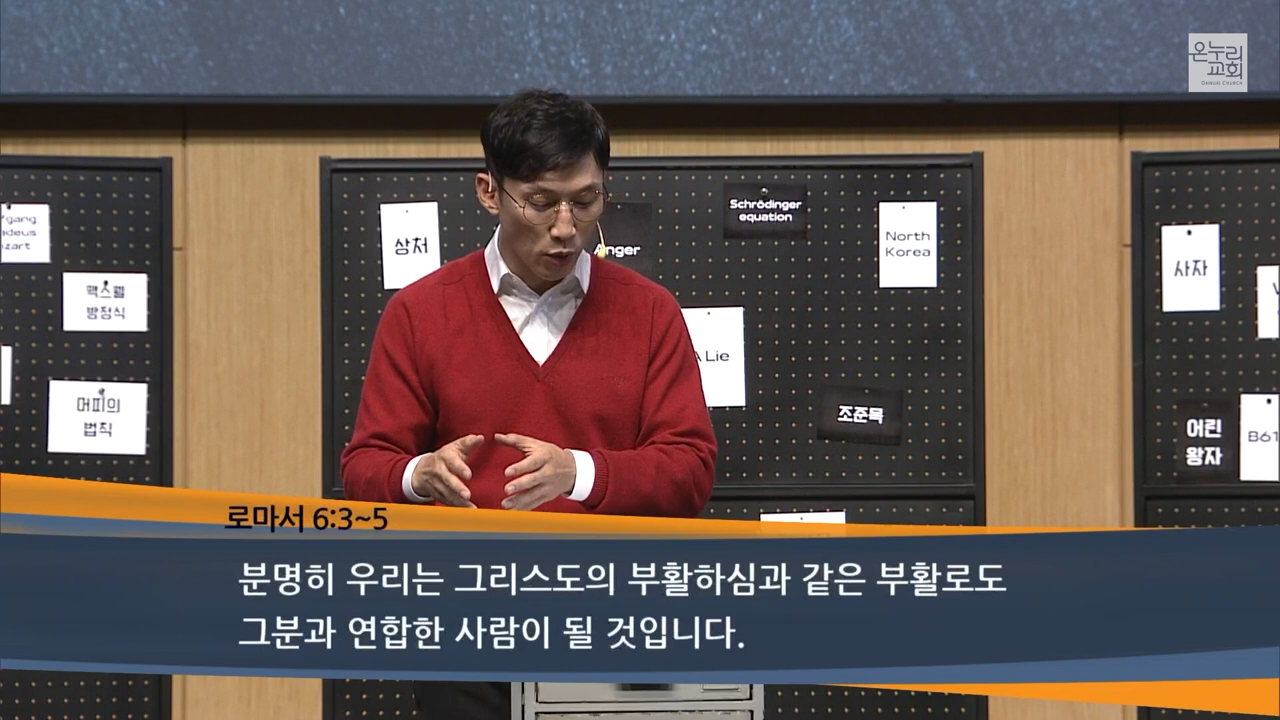 온누리
교회
ONNURI CHURCH
상처
Anger
Schrödinger
equation
North
Korea
사자
맥스웰
방정식
A Lie
머피의
법칙
조준목
어린
왕자
로마서 6:3~5
분명히 우리는 그리스도의 부활하심과 같은 부활로도
그분과 연합한 사람이 될 것입니다.